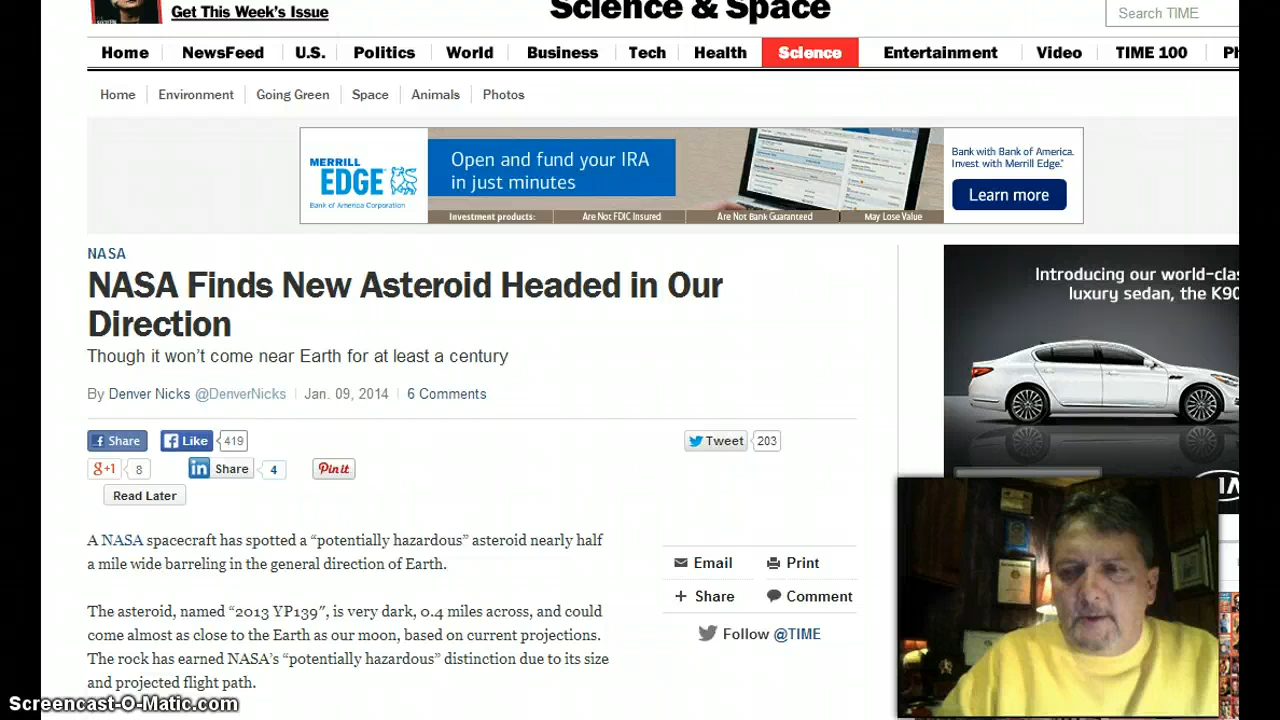 Get This Week's Issue
Science & Space
Search TIME
Home NewsFeed U.S. Politics World Business Tech Health Science Entertainment Video TIME 100
Home Environment Going Green Space Animals Photos
MERRILL
EDGE
Bank of America Corporation
Open and fund your IRA
in just minutes
Investment products: Are Not FDIC Insured Are Not Bank Guaranteed May Lose Value
Bank with Bank of America.
Invest with Merrill Edge.
Learn more
NASA
NASA Finds New Asteroid Headed in Our
Direction
Though it won't come near Earth for at least a century
By Denver Nicks @DenverNicks Jan. 09, 2014 6 Comments
Introducing our world-clas
luxury sedan, the K90
Share Like 419 Tweet 203
g+1 8 in Share 4 Pin it
Read Later
A NASA spacecraft has spotted a “potentially hazardous” asteroid nearly half
a mile wide barreling in the general direction of Earth.
The asteroid, named “2013 YP139″, is very dark, 0.4 miles across, and could
come almost as close to the Earth as our moon, based on current projections.
The rock has earned NASA’s “potentially hazardous” distinction due to its size
and projected flight path.
Email Print
+ Share Comment
Follow @TIME
Screencast-O-Matic.com